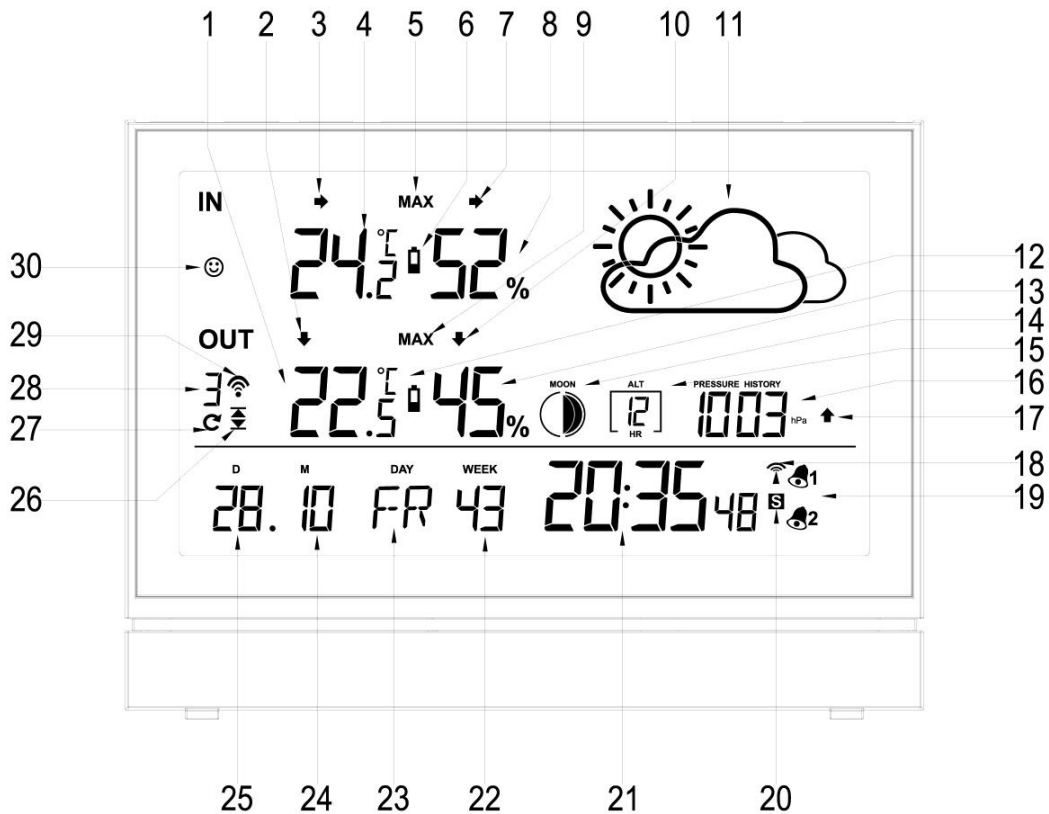 1 2 3 4 5 6 7 8 9 10 11
IN MAX
24.2 °C 52 %
30
12
13
OUT MAX
14
29
15
28 3 22.5 °C 45 % MOON ALT 12 HR PRESSURE HISTORY 1003 hPa
16
27
17
26
D M DAY WEEK
28. 10 FR 43 20:35 48 S 1 2
18
19
25 24 23 22 21 20